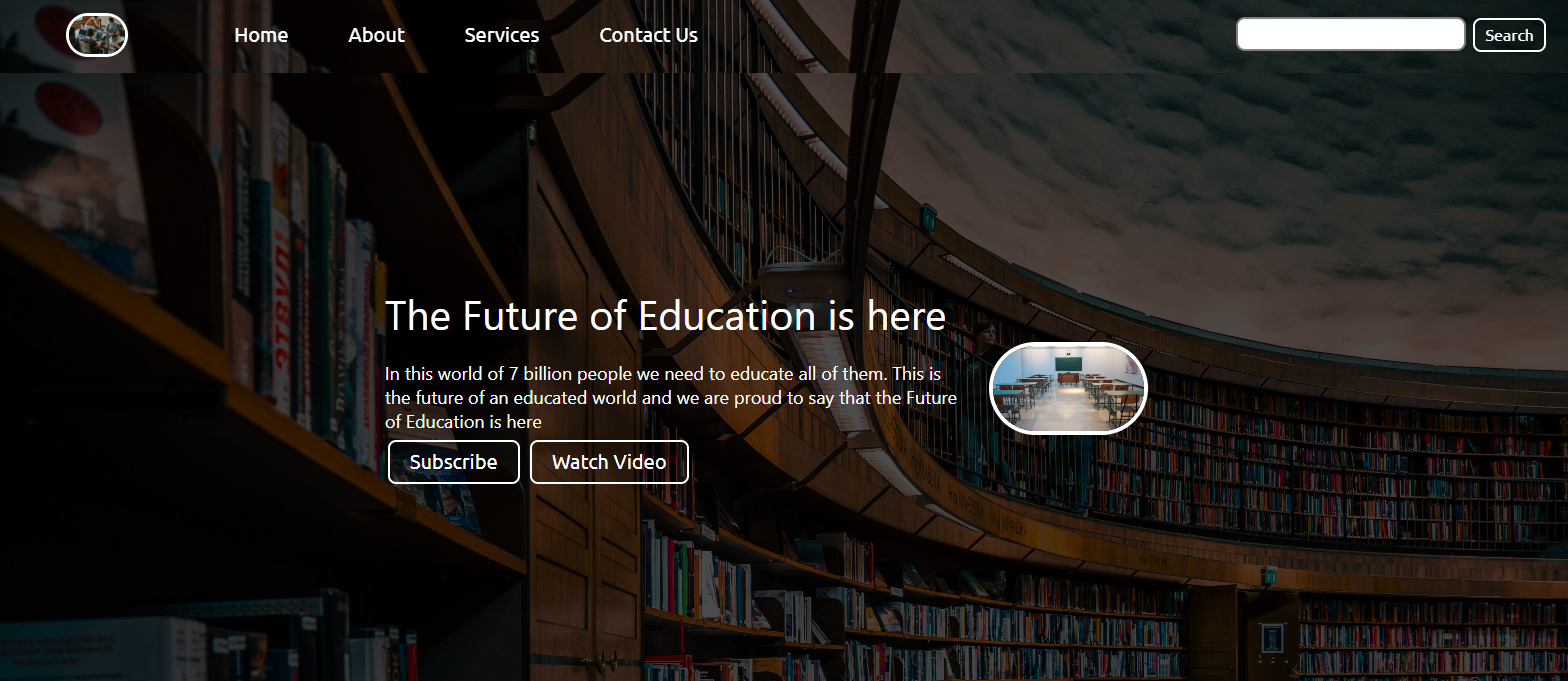 Home
About
Services
Contact Us
Search
The Future of Education is here
In this world of 7 billion people we need to educate all of them. This is
the future of an educated world and we are proud to say that the Future
of Education is here
Subscribe
Watch Video
Hoj JAPANSKA